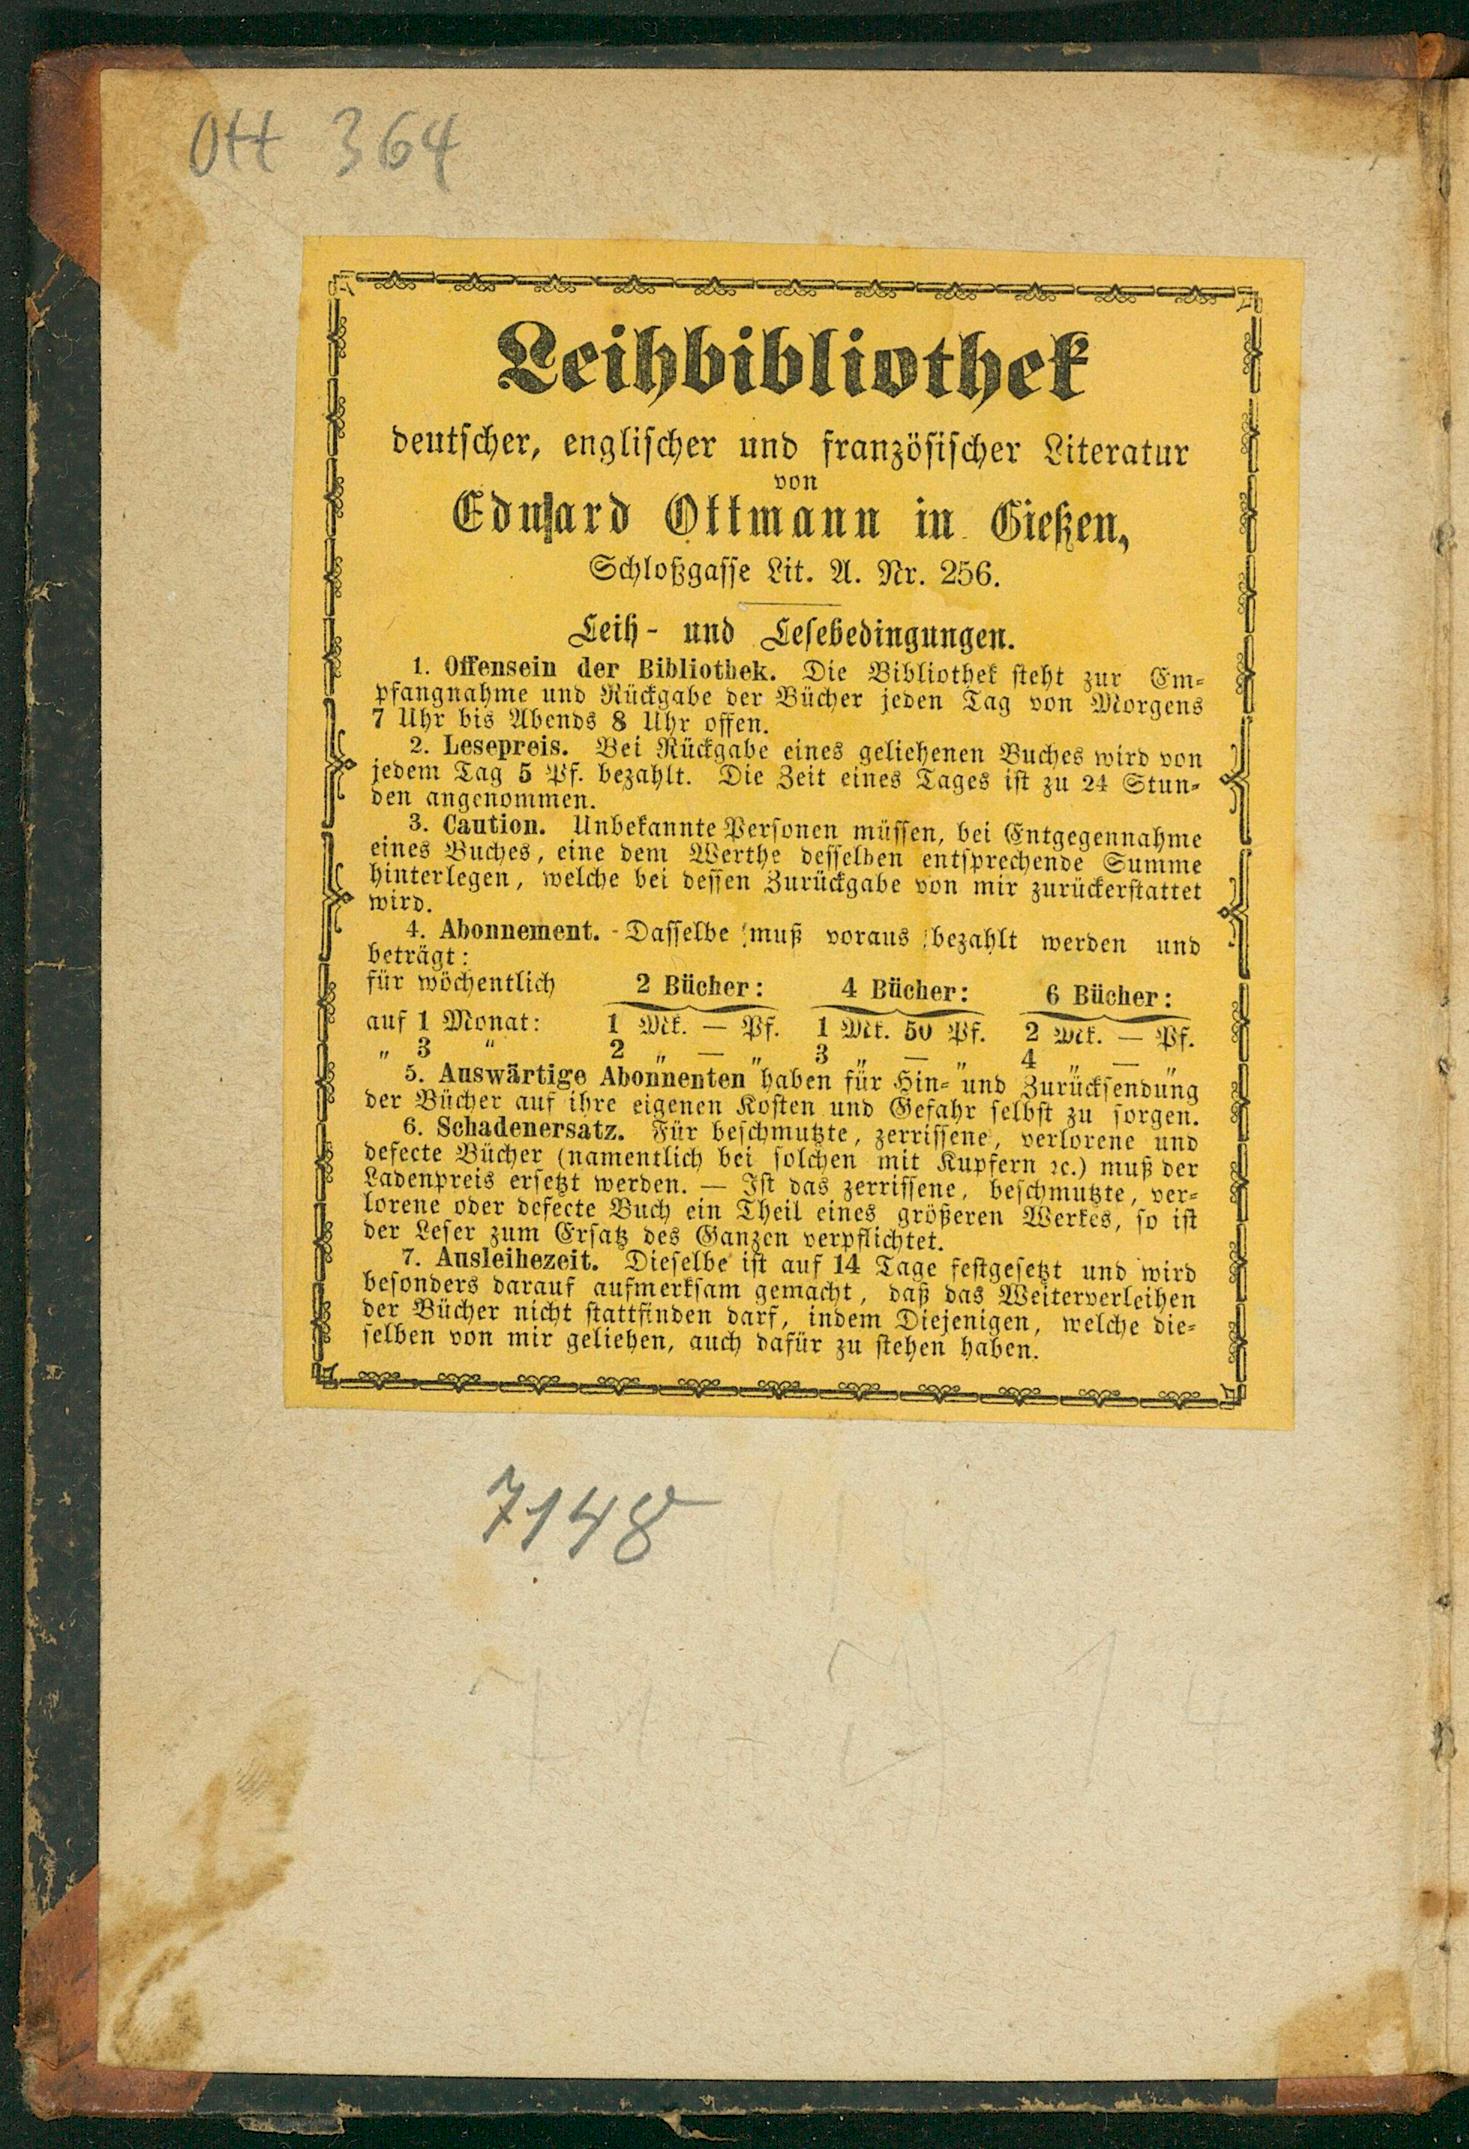 Ott 364
Leihbibliothek
deutscher, englischer und französischer Literatur
von
Eduard Ottmann in Gießen,
Schloßgasse Lit. A. Nr. 256.
Leih- und Lesebedingungen.
1. Offensein der Bibliothek. Die Bibliothek steht zur Em-
pfangnahme und Rückgabe der Bücher jeden Tag von Morgens
7 Uhr bis Abends 8 Uhr offen.
2. Lesepreis. Bei Rückgabe eines geliehenen Buches wird von
jedem Tag 5 Pf. bezahlt. Die Zeit eines Tages ist zu 24 Stun-
den angenommen.
3. Caution. Unbekannte Personen müssen, bei Entgegennahme
eines Buches, eine dem Werthe desselben entsprechende Summe
hinterlegen, welche bei dessen Zurückgabe von mir zurückerstattet
wird.
4. Abonnement. Dasselbe muß voraus bezahlt werden und
beträgt:
für wöchentlich 2 Bücher: 4 Bücher: 6 Bücher:
auf 1 Monat: 1 Mk. — Pf. 1 Mk. 50 Pf. 2 Mk. — Pf.
„ 3 „ 2 „ — „ 3 „ — „ 4 „ — „
5. Auswärtige Abonnenten haben für Hin- und Zurücksendung
der Bücher auf ihre eigenen Kosten und Gefahr selbst zu sorgen.
6. Schadenersatz. Für beschmutzte, zerrissene, verlorene und
defecte Bücher (namentlich bei solchen mit Kupfern ꝛc.) muß der
Ladenpreis ersetzt werden. — Ist das zerrissene, beschmutzte, ver-
lorene oder defecte Buch ein Theil eines größeren Werkes, so ist
der Leser zum Ersatz des Ganzen verpflichtet.
7. Ausleihezeit. Dieselbe ist auf 14 Tage festgesetzt und wird
besonders darauf aufmerksam gemacht, daß das Weiterverleihen
der Bücher nicht stattfinden darf, indem Diejenigen, welche die-
selben von mir geliehen, auch dafür zu stehen haben.
7148